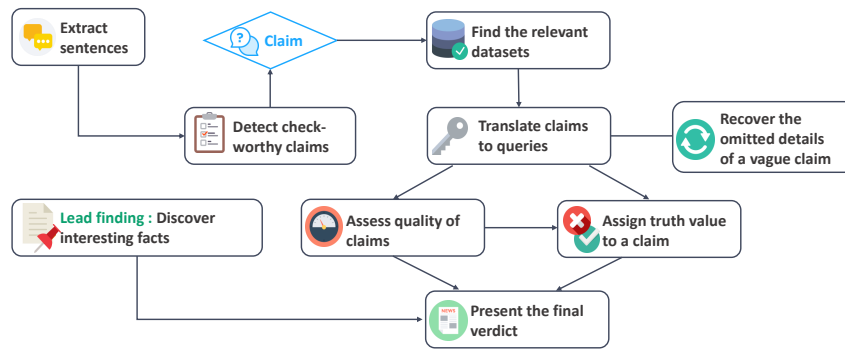 Extract
sentences
Claim
Find the relevant
datasets
Detect check-
worthy claims
Translate claims
to queries
Recover the
omitted details
of a vague claim
Lead finding : Discover
interesting facts
Assess quality of
claims
Assign truth value
to a claim
NEWS
Present the final
verdict